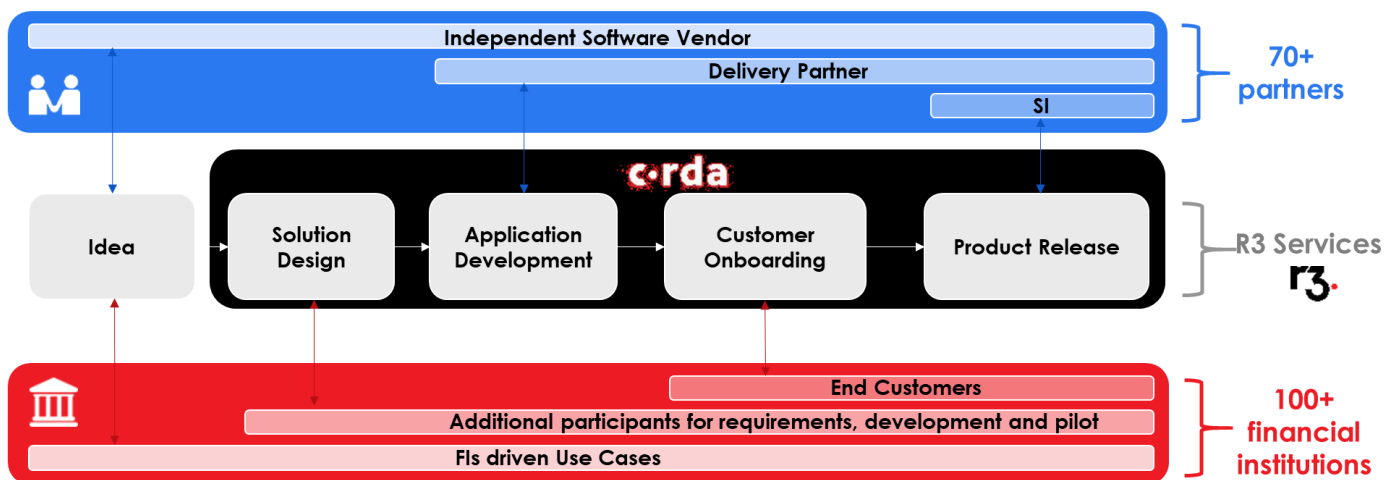 Independent Software Vendor
Delivery Partner
SI
70+
partners
c·rda
Idea
Solution
Design
Application
Development
Customer
Onboarding
Product Release
R3 Services
r3.
End Customers
Additional participants for requirements, development and pilot
FIs driven Use Cases
100+
financial
institutions